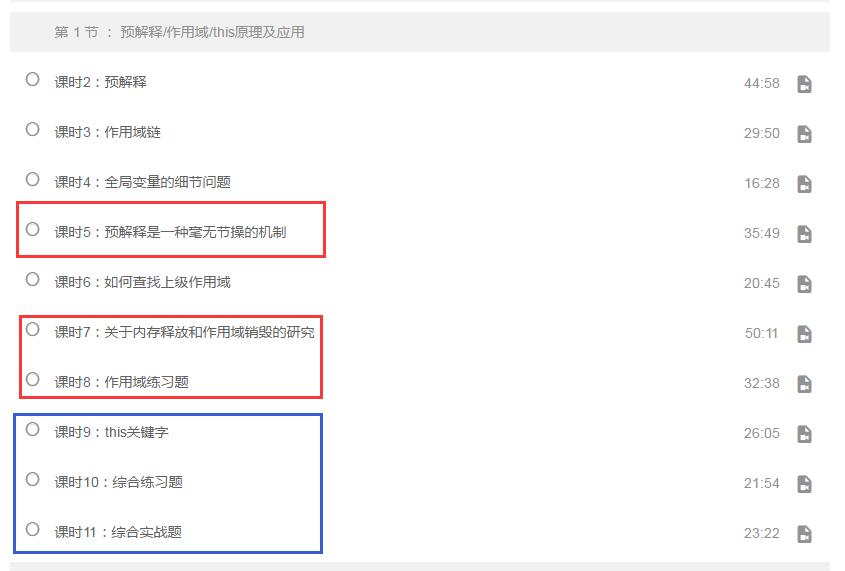 第 1 节 ： 预解释/作用域/this原理及应用
课时2：预解释 44:58
课时3：作用域链 29:50
课时4：全局变量的细节问题 16:28
课时5：预解释是一种毫无节操的机制 35:49
课时6：如何查找上级作用域 20:45
课时7：关于内存释放和作用域销毁的研究 50:11
课时8：作用域练习题 32:38
课时9：this关键字 26:05
课时10：综合练习题 21:54
课时11：综合实战题 23:22